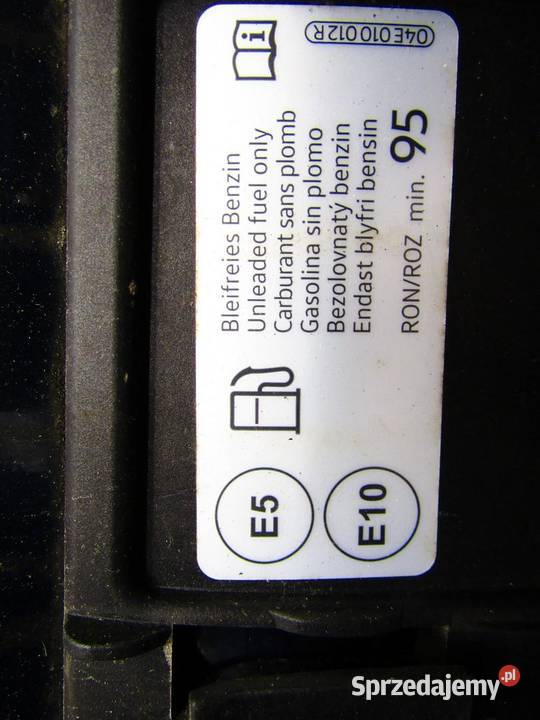 E5
E10
Bleifreies Benzin
Unleaded fuel only
Carburant sans plomb
Gasolina sin plomo
Bezolovnatý benzin
Endast blyfri bensin
RON/ROZ min. 95
i
04E010012R
Sprzedajemy.pl